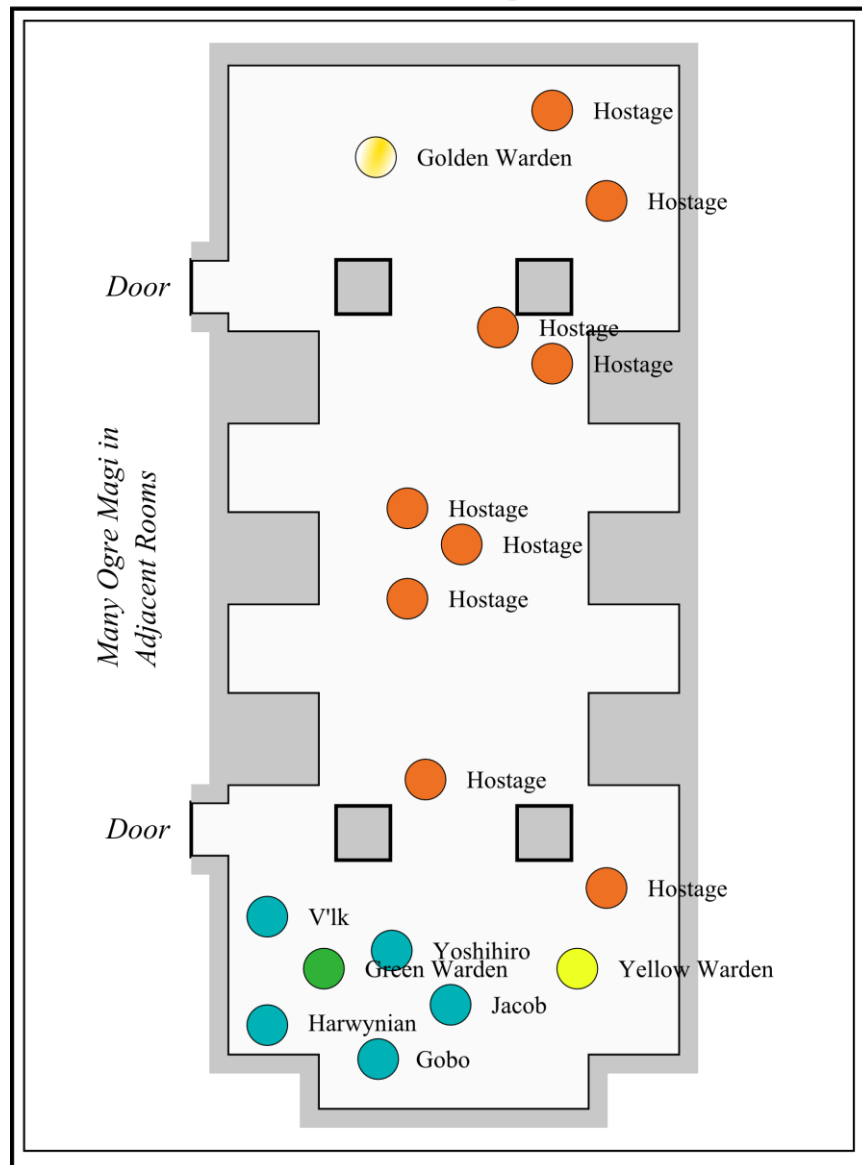 Hostage
Golden Warden
Hostage
Door
Hostage
Hostage
Many Ogre Magi in
Adjacent Rooms
Hostage
Hostage
Hostage
Hostage
Door
Hostage
V'lk
Yoshihiro
Green Warden
Yellow Warden
Jacob
Harwynian
Gobo